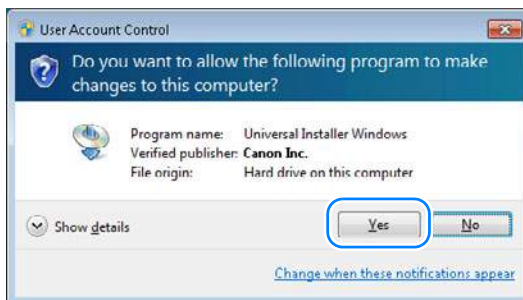 User Account Control
Do you want to allow the following program to make
changes to this computer?
Program name: Universal Installer Windows
Verified publisher: Canon Inc.
File origin: Hard drive on this computer
Show details
Yes No
Change when these notifications appear